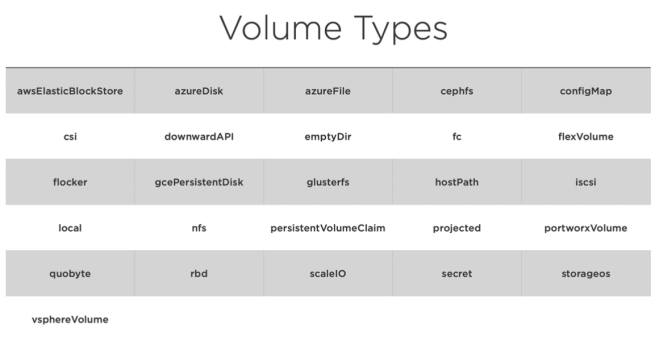 Volume Types
awsElasticBlockStore azureDisk azureFile cephfs configMap
csi downwardAPI emptyDir fc flexVolume
flocker gcePersistentDisk glusterfs hostPath iscsi
local nfs persistentVolumeClaim projected portworxVolume
quobyte rbd scaleIO secret storageos
vsphereVolume